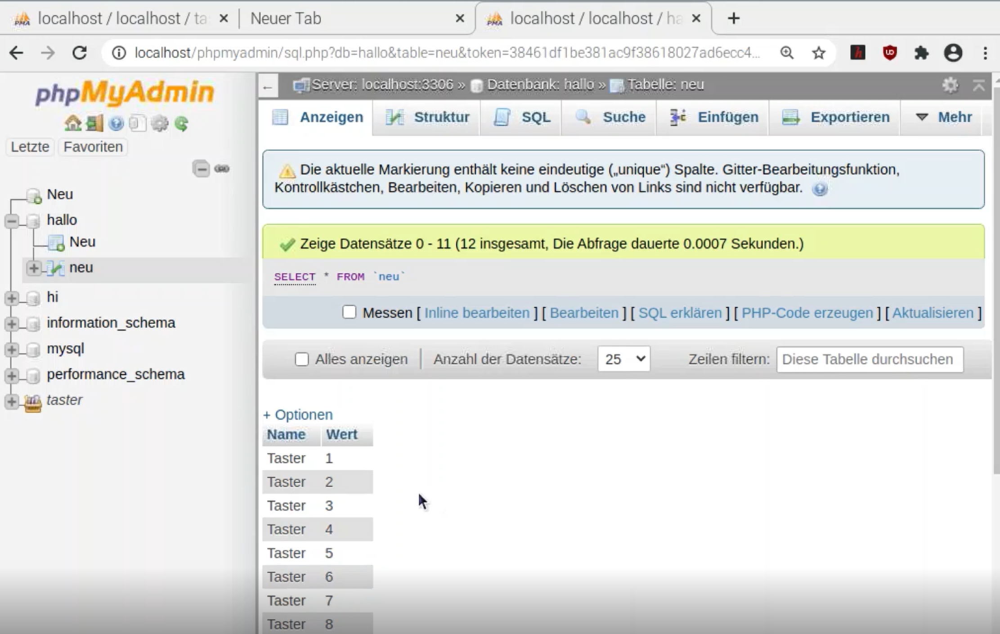 localhost / localhost / ta
Neuer Tab
localhost / localhost / ha
localhost/phpmyadmin/sql.php?db=hallo&table=neu&token=38461df1be381ac9f38618027ad6ecc4...
phpMyAdmin
Letzte Favoriten
Neu
hallo
Neu
neu
hi
information_schema
mysql
performance_schema
taster
Server: localhost:3306 » Datenbank: hallo » Tabelle: neu
Anzeigen Struktur SQL Suche Einfügen Exportieren Mehr
Die aktuelle Markierung enthält keine eindeutige („unique“) Spalte. Gitter-Bearbeitungsfunktion,
Kontrollkästchen, Bearbeiten, Kopieren und Löschen von Links sind nicht verfügbar.
Zeige Datensätze 0 - 11 (12 insgesamt, Die Abfrage dauerte 0.0007 Sekunden.)
SELECT * FROM `neu`
Messen [ Inline bearbeiten ] [ Bearbeiten ] [ SQL erklären ] [ PHP-Code erzeugen ] [ Aktualisieren ]
Alles anzeigen | Anzahl der Datensätze: 25 Zeilen filtern: Diese Tabelle durchsuchen
+ Optionen
Name Wert
Taster 1
Taster 2
Taster 3
Taster 4
Taster 5
Taster 6
Taster 7
Taster 8